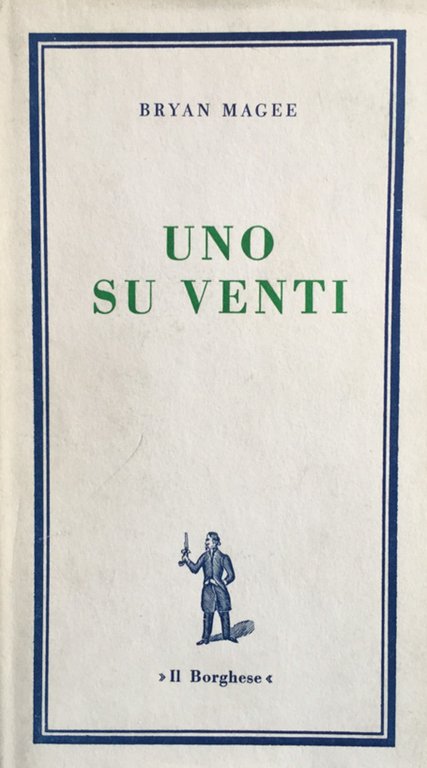 BRYAN MAGEE
UNO
SU VENTI
»Il Borghese«